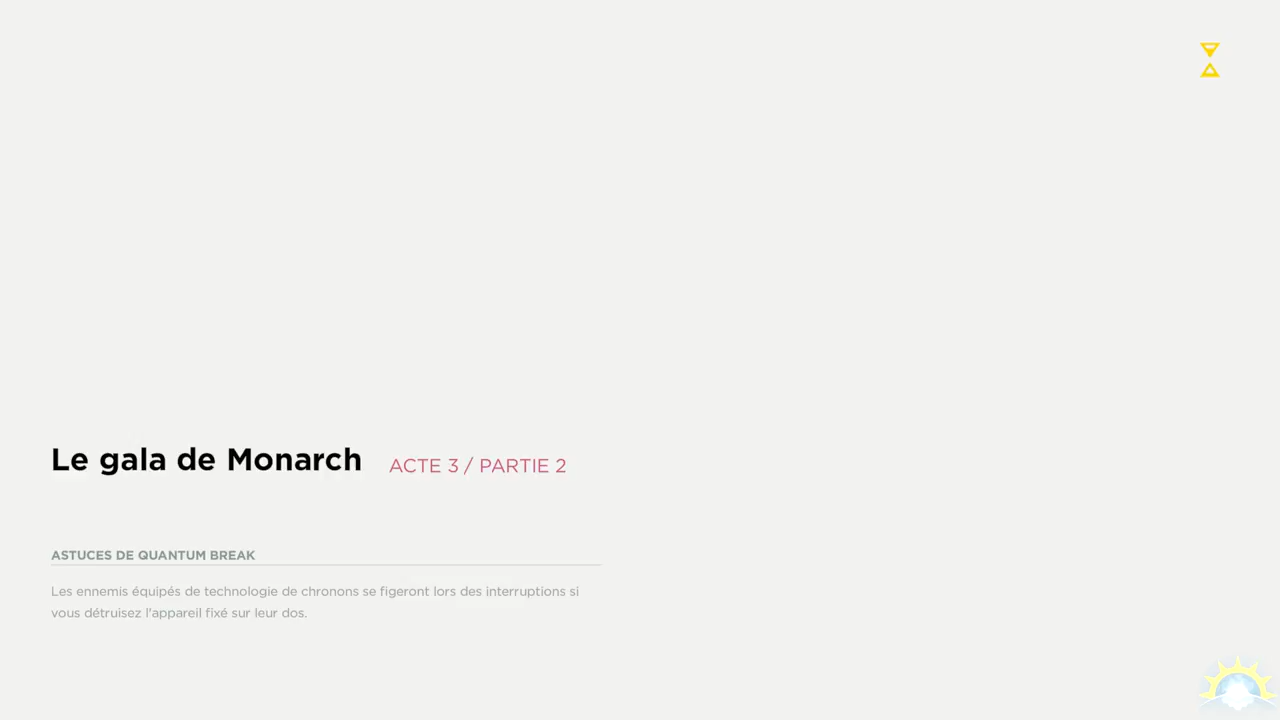 Le gala de Monarch ACTE 3 / PARTIE 2
ASTUCES DE QUANTUM BREAK
Les ennemis équipés de technologie de chronons se figeront lors des interruptions si
vous détruisez l'appareil fixé sur leur dos.